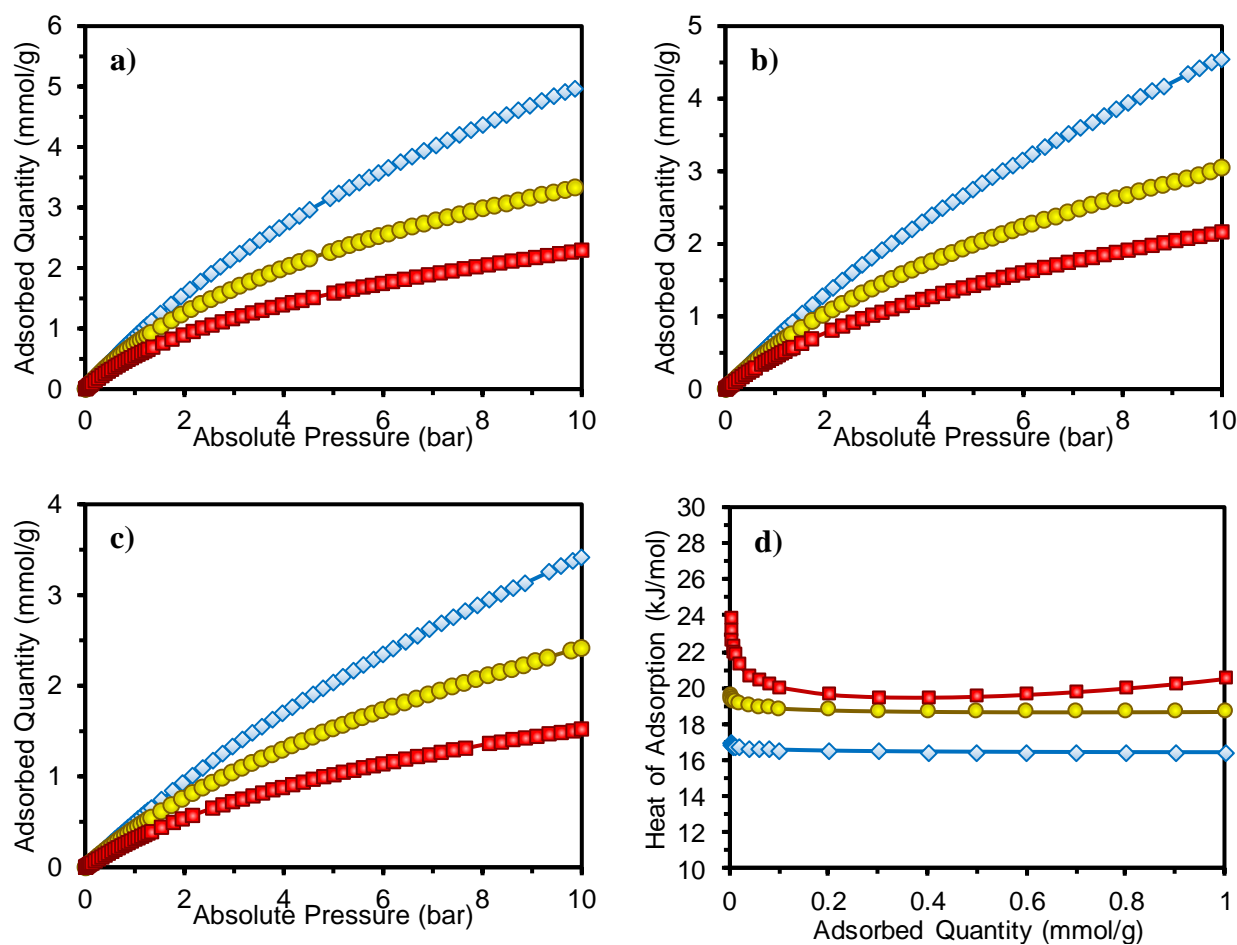 a)
Adsorbed Quantity (mmol/g)
6
5
4
3
2
1
0
0 2 4 6 8 10
Absolute Pressure (bar)
b)
Adsorbed Quantity (mmol/g)
5
4
3
2
1
0
0 2 4 6 8 10
Absolute Pressure (bar)
c)
Adsorbed Quantity (mmol/g)
4
3
2
1
0
0 2 4 6 8 10
Absolute Pressure (bar)
d)
Heat of Adsorption (kJ/mol)
30
28
26
24
22
20
18
16
14
12
10
0 0.2 0.4 0.6 0.8 1
Adsorbed Quantity (mmol/g)